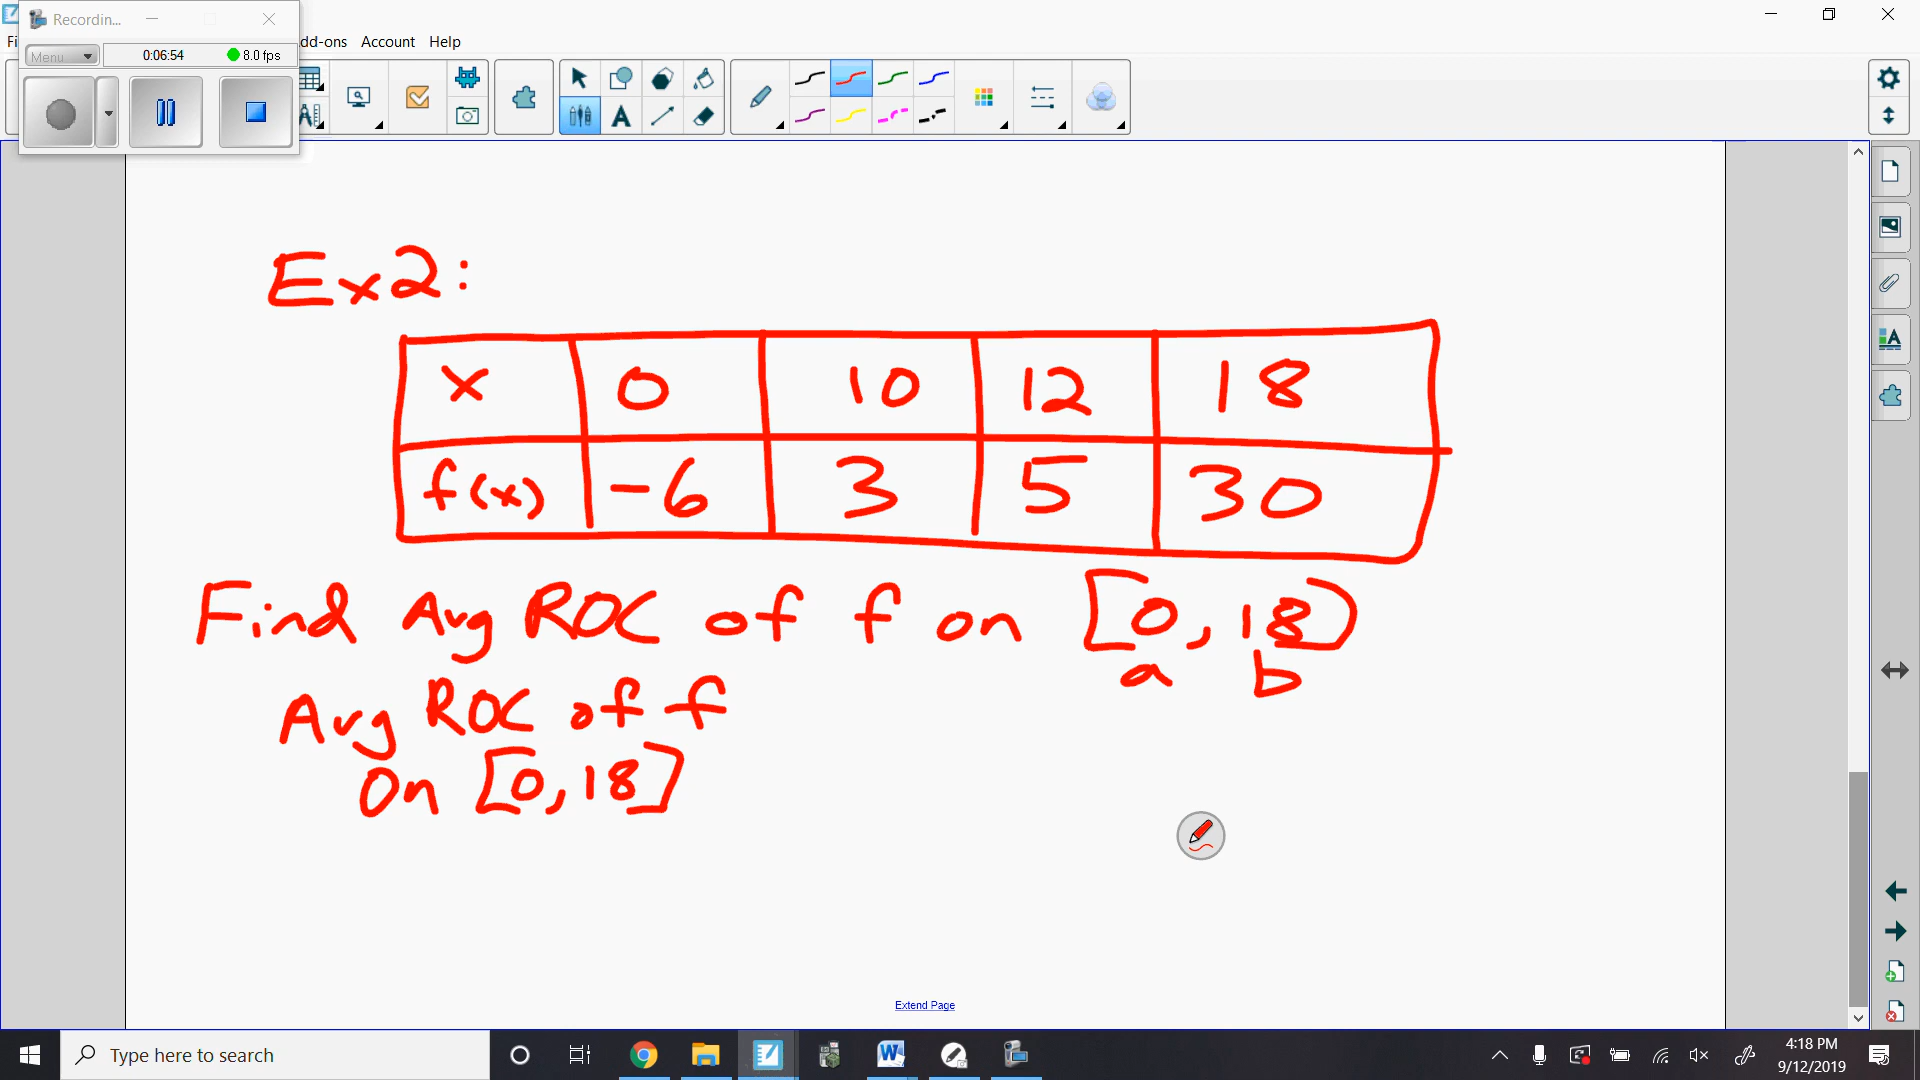 Recordin...
Menu
0:06:54
8.0 fps
dd-ons Account Help
Ex2:
x 0 10 12 18
f(x) -6 3 5 30
Find Avg ROC of f on [0, 18)
a b
Avg ROC of f
On [0, 18]
Extend Page
Type here to search
4:18 PM
9/12/2019